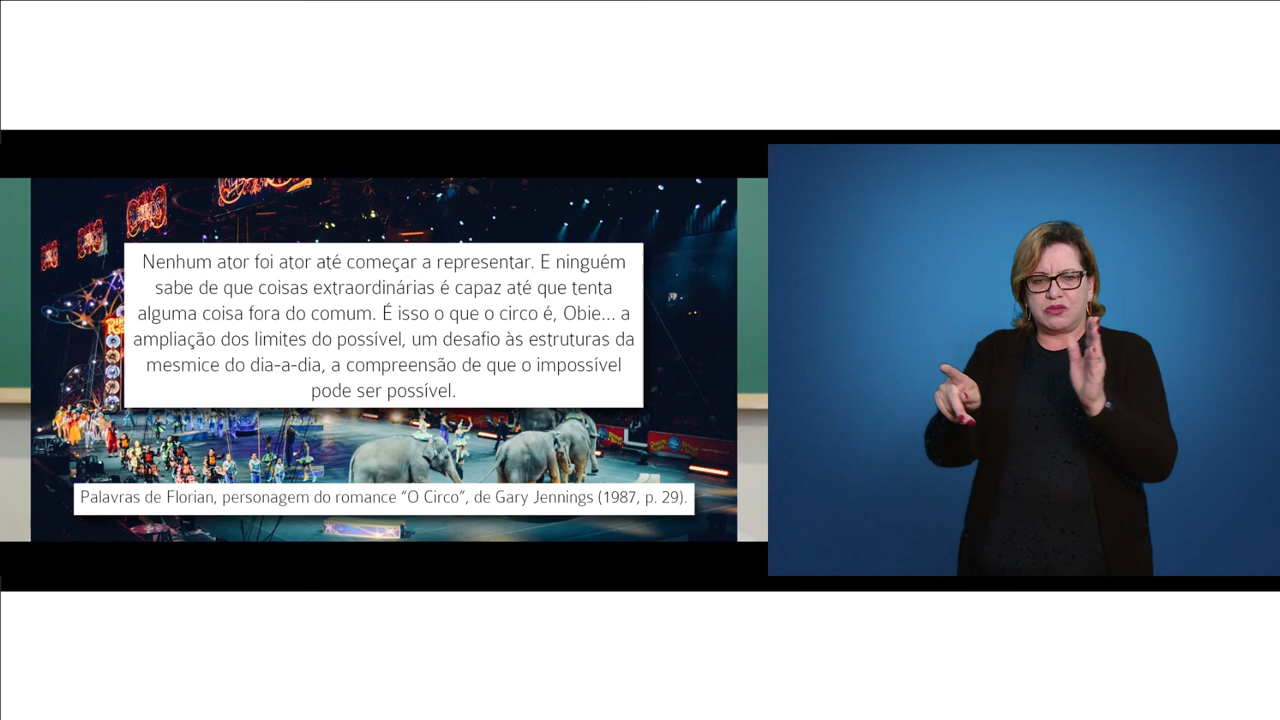 Nenhum ator foi ator até começar a representar. E ninguém
sabe de que coisas extraordinárias é capaz até que tenta
alguma coisa fora do comum. É isso o que o circo é, Obie... a
ampliação dos limites do possível, um desafio às estruturas da
mesmice do dia-a-dia, a compreensão de que o impossível
pode ser possível.
Palavras de Florian, personagem do romance “O Circo”, de Gary Jennings (1987, p. 29).